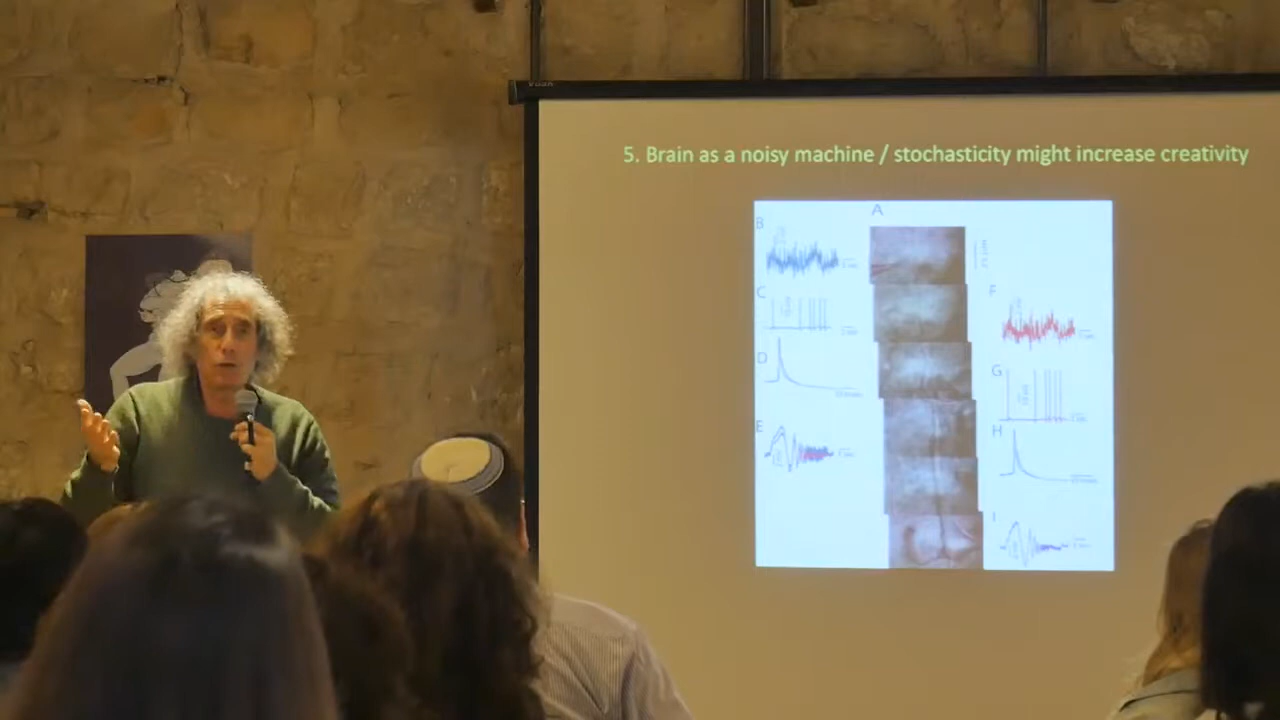 5. Brain as a noisy machine / stochasticity might increase creativity
A
B
C
D
E
F
G
H
I